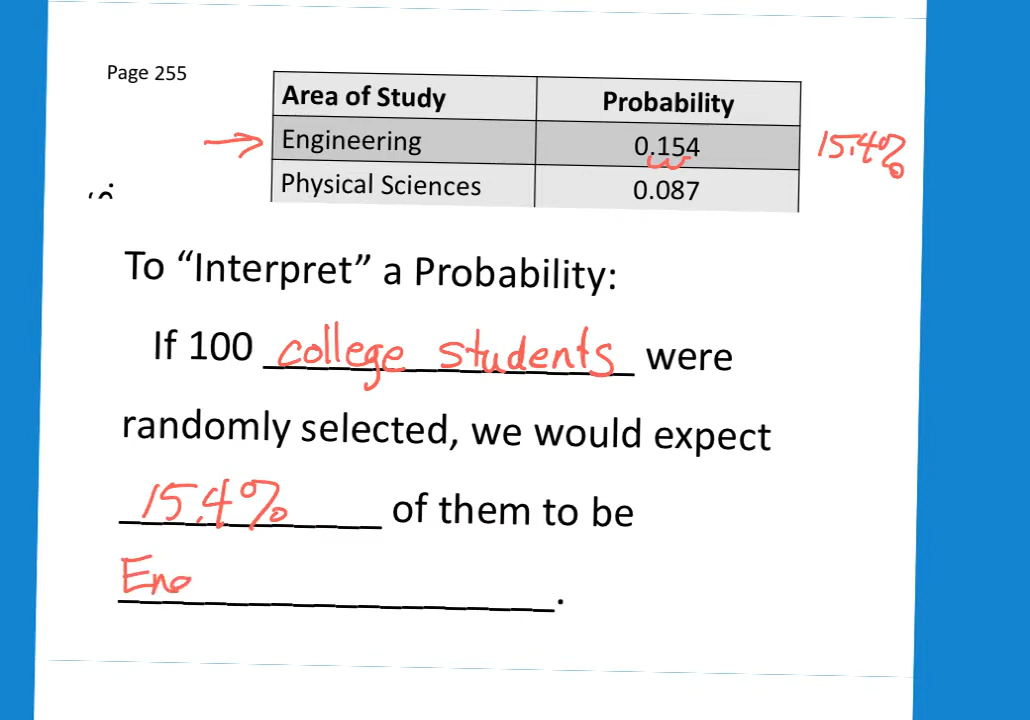 Page 255
Area of Study Probability
Engineering 0.154 15.4%
Physical Sciences 0.087
To “Interpret” a Probability:
If 100 college students were
randomly selected, we would expect
15.4% of them to be
Eng
.